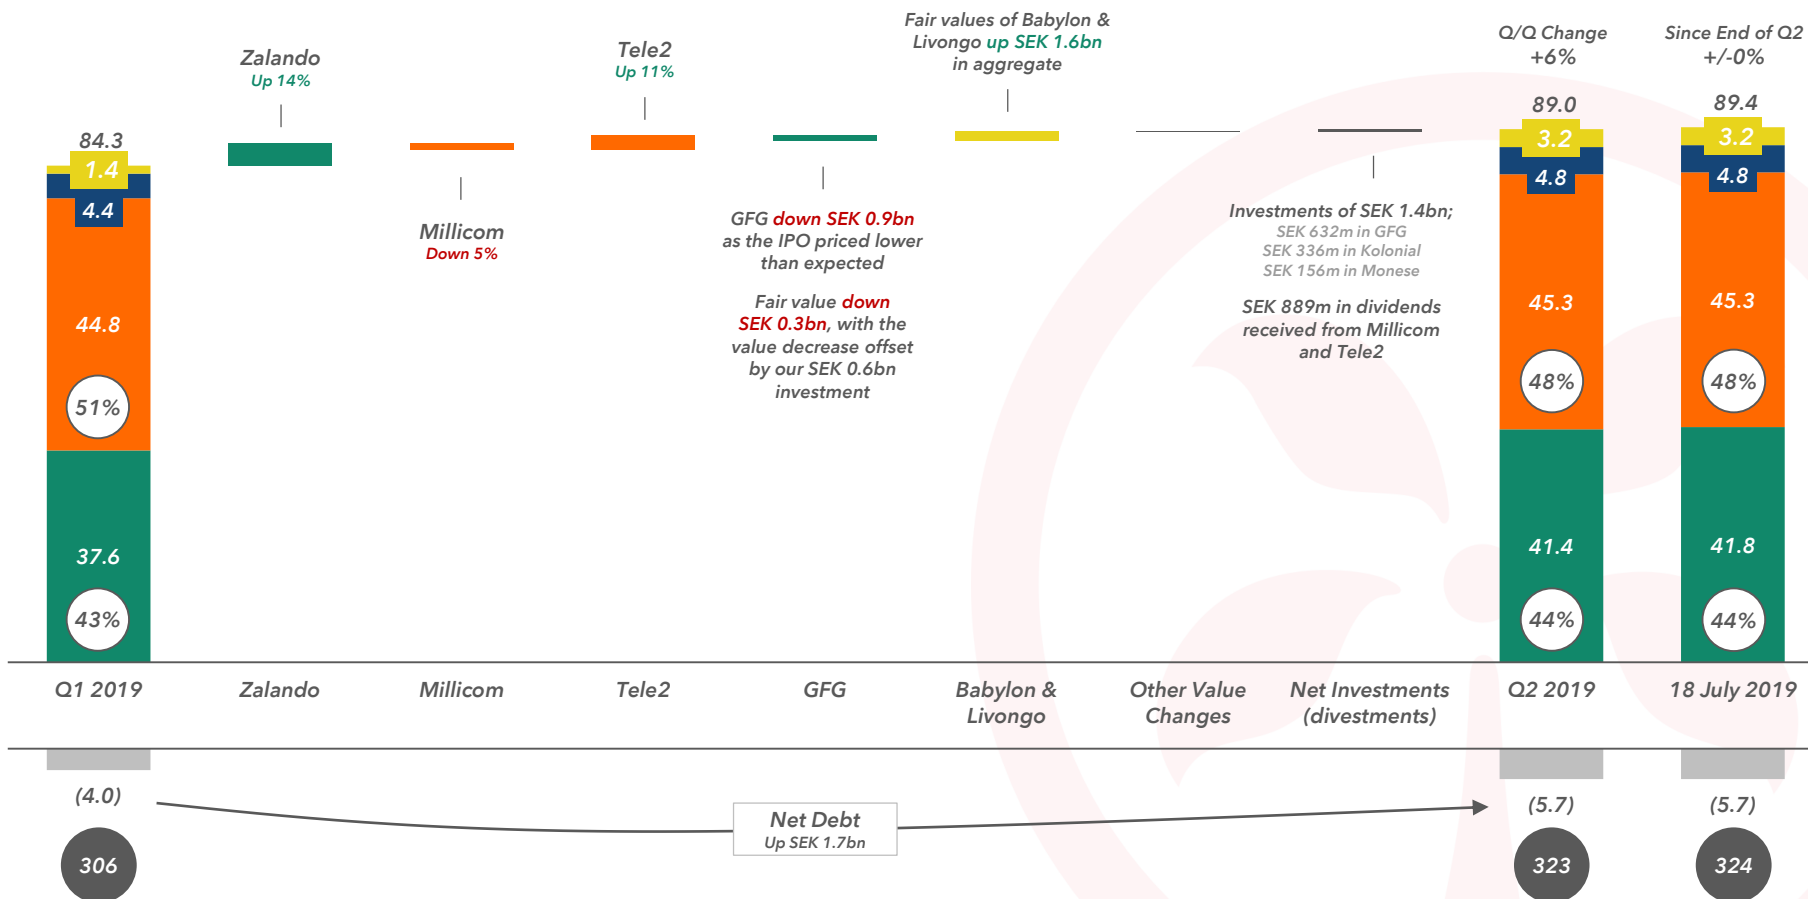 Zalando
Up 14%
Tele2
Up 11%
Fair values of Babylon &
Livongo up SEK 1.6bn
in aggregate
Q/Q Change
+6%
Since End of Q2
+/-0%
84.3
1.4
4.4
44.8
51%
37.6
43%
Millicom
Down 5%
GFG down SEK 0.9bn
as the IPO priced lower
than expected
Fair value down
SEK 0.3bn, with the
value decrease offset
by our SEK 0.6bn
investment
Investments of SEK 1.4bn;
SEK 632m in GFG
SEK 336m in Kolonial
SEK 156m in Monese
SEK 889m in dividends
received from Millicom
and Tele2
89.0
3.2
4.8
45.3
48%
41.4
44%
89.4
3.2
4.8
45.3
48%
41.8
44%
Q1 2019
Zalando
Millicom
Tele2
GFG
Babylon &
Livongo
Other Value
Changes
Net Investments
(divestments)
Q2 2019
18 July 2019
(4.0)
Net Debt
Up SEK 1.7bn
(5.7)
(5.7)
306
323
324